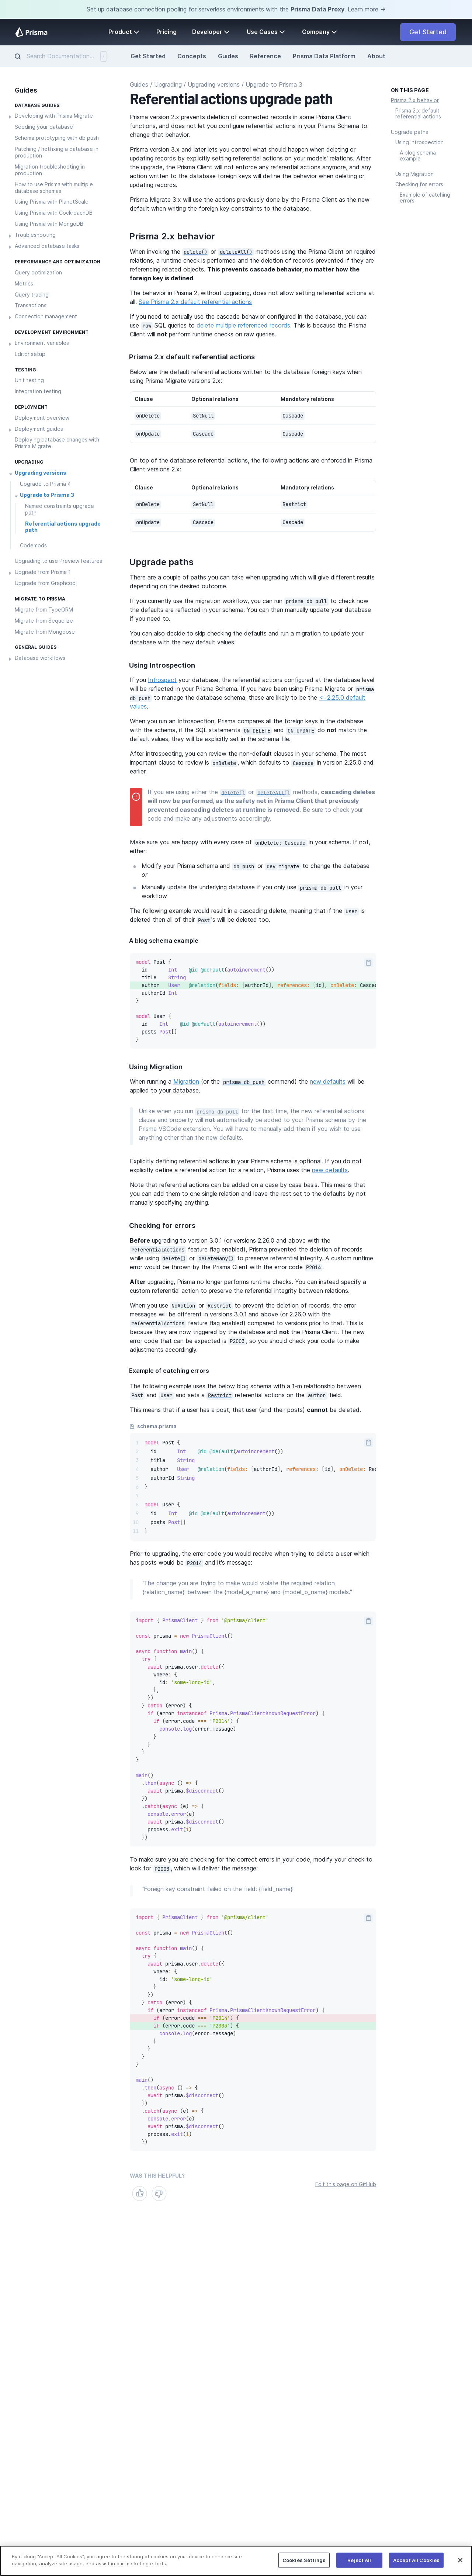 Set up database connection pooling for serverless environments with the Prisma Data Proxy. Learn more →
Prisma
Product
Pricing
Developer
Use Cases
Company
Get Started
Search Documentation... /
Get Started
Concepts
Guides
Reference
Prisma Data Platform
About
Guides
DATABASE GUIDES
Developing with Prisma Migrate
Seeding your database
Schema prototyping with db push
Patching / hotfixing a database in
production
Migration troubleshooting in
production
How to use Prisma with multiple
database schemas
Using Prisma with PlanetScale
Using Prisma with CockroachDB
Using Prisma with MongoDB
Troubleshooting
Advanced database tasks
PERFORMANCE AND OPTIMIZATION
Query optimization
Metrics
Query tracing
Transactions
Connection management
DEVELOPMENT ENVIRONMENT
Environment variables
Editor setup
TESTING
Unit testing
Integration testing
DEPLOYMENT
Deployment overview
Deployment guides
Deploying database changes with
Prisma Migrate
UPGRADING
Upgrading versions
Upgrade to Prisma 4
Upgrade to Prisma 3
Named constraints upgrade
path
Referential actions upgrade
path
Codemods
Upgrading to use Preview features
Upgrade from Prisma 1
Upgrade from Graphcool
MIGRATE TO PRISMA
Migrate from TypeORM
Migrate from Sequelize
Migrate from Mongoose
GENERAL GUIDES
Database workflows
Guides / Upgrading / Upgrading versions / Upgrade to Prisma 3
Referential actions upgrade path
Prisma version 2.x prevents deletion of connected records in some Prisma Client
functions, and does not let you configure referential actions in your Prisma Schema to
change that behavior.
Prisma version 3.x and later lets you control what should happen when deleting or
updating records by explicitly setting referential actions on the models' relations. After
the upgrade, Prisma Client will not enforce any referential actions anymore, and any
action taken will be defined by the foreign keys when updating or deleting existing
records.
Prisma Migrate 3.x will use the actions previously done by Prisma Client as the new
default when writing the foreign key constraints to the database.
Prisma 2.x behavior
When invoking the delete() or deleteAll() methods using the Prisma Client on required
relations, a runtime check is performed and the deletion of records prevented if they are
referencing related objects. This prevents cascade behavior, no matter how the
foreign key is defined.
The behavior in Prisma 2, without upgrading, does not allow setting referential actions at
all. See Prisma 2.x default referential actions
If you need to actually use the cascade behavior configured in the database, you can
use raw SQL queries to delete multiple referenced records. This is because the Prisma
Client will not perform runtime checks on raw queries.
Prisma 2.x default referential actions
Below are the default referential actions written to the database foreign keys when
using Prisma Migrate versions 2.x:
Clause Optional relations Mandatory relations
onDelete SetNull Cascade
onUpdate Cascade Cascade
On top of the database referential actions, the following actions are enforced in Prisma
Client versions 2.x:
Clause Optional relations Mandatory relations
onDelete SetNull Restrict
onUpdate Cascade Cascade
Upgrade paths
There are a couple of paths you can take when upgrading which will give different results
depending on the desired outcome.
If you currently use the migration workflow, you can run prisma db pull to check how
the defaults are reflected in your schema. You can then manually update your database
if you need to.
You can also decide to skip checking the defaults and run a migration to update your
database with the new default values.
Using Introspection
If you Introspect your database, the referential actions configured at the database level
will be reflected in your Prisma Schema. If you have been using Prisma Migrate or prisma
db push to manage the database schema, these are likely to be the <=2.25.0 default
values.
When you run an Introspection, Prisma compares all the foreign keys in the database
with the schema, if the SQL statements ON DELETE and ON UPDATE do not match the
default values, they will be explicitly set in the schema file.
After introspecting, you can review the non-default clauses in your schema. The most
important clause to review is onDelete, which defaults to Cascade in version 2.25.0 and
earlier.
If you are using either the delete() or deleteAll() methods, cascading deletes
will now be performed, as the safety net in Prisma Client that previously
prevented cascading deletes at runtime is removed. Be sure to check your
code and make any adjustments accordingly.
Make sure you are happy with every case of onDelete: Cascade in your schema. If not,
either:
Modify your Prisma schema and db push or dev migrate to change the database
or
Manually update the underlying database if you only use prisma db pull in your
workflow
The following example would result in a cascading delete, meaning that if the User is
deleted then all of their Post's will be deleted too.
A blog schema example
model Post {
id Int @id @default(autoincrement())
title String
author User @relation(fields: [authorId], references: [id], onDelete: Cascad
authorId Int
}
model User {
id Int @id @default(autoincrement())
posts Post[]
}
Using Migration
When running a Migration (or the prisma db push command) the new defaults will be
applied to your database.
Unlike when you run prisma db pull for the first time, the new referential actions
clause and property will not automatically be added to your Prisma schema by the
Prisma VSCode extension. You will have to manually add them if you wish to use
anything other than the new defaults.
Explicitly defining referential actions in your Prisma schema is optional. If you do not
explicitly define a referential action for a relation, Prisma uses the new defaults.
Note that referential actions can be added on a case by case basis. This means that
you can add them to one single relation and leave the rest set to the defaults by not
manually specifying anything.
Checking for errors
Before upgrading to version 3.0.1 (or versions 2.26.0 and above with the
referentialActions feature flag enabled), Prisma prevented the deletion of records
while using delete() or deleteMany() to preserve referential integrity. A custom runtime
error would be thrown by the Prisma Client with the error code P2014.
After upgrading, Prisma no longer performs runtime checks. You can instead specify a
custom referential action to preserve the referential integrity between relations.
When you use NoAction or Restrict to prevent the deletion of records, the error
messages will be different in versions 3.0.1 and above (or 2.26.0 with the
referentialActions feature flag enabled) compared to versions prior to that. This is
because they are now triggered by the database and not the Prisma Client. The new
error code that can be expected is P2003, so you should check your code to make
adjustments accordingly.
Example of catching errors
The following example uses the below blog schema with a 1-m relationship between
Post and User and sets a Restrict referential actions on the author field.
This means that if a user has a post, that user (and their posts) cannot be deleted.
schema.prisma
1 model Post {
2 id Int @id @default(autoincrement())
3 title String
4 author User @relation(fields: [authorId], references: [id], onDelete: Res
5 authorId String
6 }
7
8 model User {
9 id Int @id @default(autoincrement())
10 posts Post[]
11 }
Prior to upgrading, the error code you would receive when trying to delete a user which
has posts would be P2014 and it's message:
"The change you are trying to make would violate the required relation
'{relation_name}' between the {model_a_name} and {model_b_name} models."
import { PrismaClient } from '@prisma/client'
const prisma = new PrismaClient()
async function main() {
try {
await prisma.user.delete({
where: {
id: 'some-long-id',
},
})
} catch (error) {
if (error instanceof Prisma.PrismaClientKnownRequestError) {
if (error.code === 'P2014') {
console.log(error.message)
}
}
}
}
main()
.then(async () => {
await prisma.$disconnect()
})
.catch(async (e) => {
console.error(e)
await prisma.$disconnect()
process.exit(1)
})
To make sure you are checking for the correct errors in your code, modify your check to
look for P2003, which will deliver the message:
"Foreign key constraint failed on the field: {field_name}"
import { PrismaClient } from '@prisma/client'
const prisma = new PrismaClient()
async function main() {
try {
await prisma.user.delete({
where: {
id: 'some-long-id'
}
})
} catch (error) {
if (error instanceof Prisma.PrismaClientKnownRequestError) {
if (error.code === 'P2014') {
if (error.code === 'P2003') {
console.log(error.message)
}
}
}
}
main()
.then(async () => {
await prisma.$disconnect()
})
.catch(async (e) => {
console.error(e)
await prisma.$disconnect()
process.exit(1)
})
WAS THIS HELPFUL?
Edit this page on GitHub
ON THIS PAGE
Prisma 2.x behavior
Prisma 2.x default
referential actions
Upgrade paths
Using Introspection
A blog schema
example
Using Migration
Checking for errors
Example of catching
errors
By clicking "Accept All Cookies", you agree to the storing of cookies on your device to enhance site
navigation, analyze site usage, and assist in our marketing efforts.
Cookies Settings
Reject All
Accept All Cookies